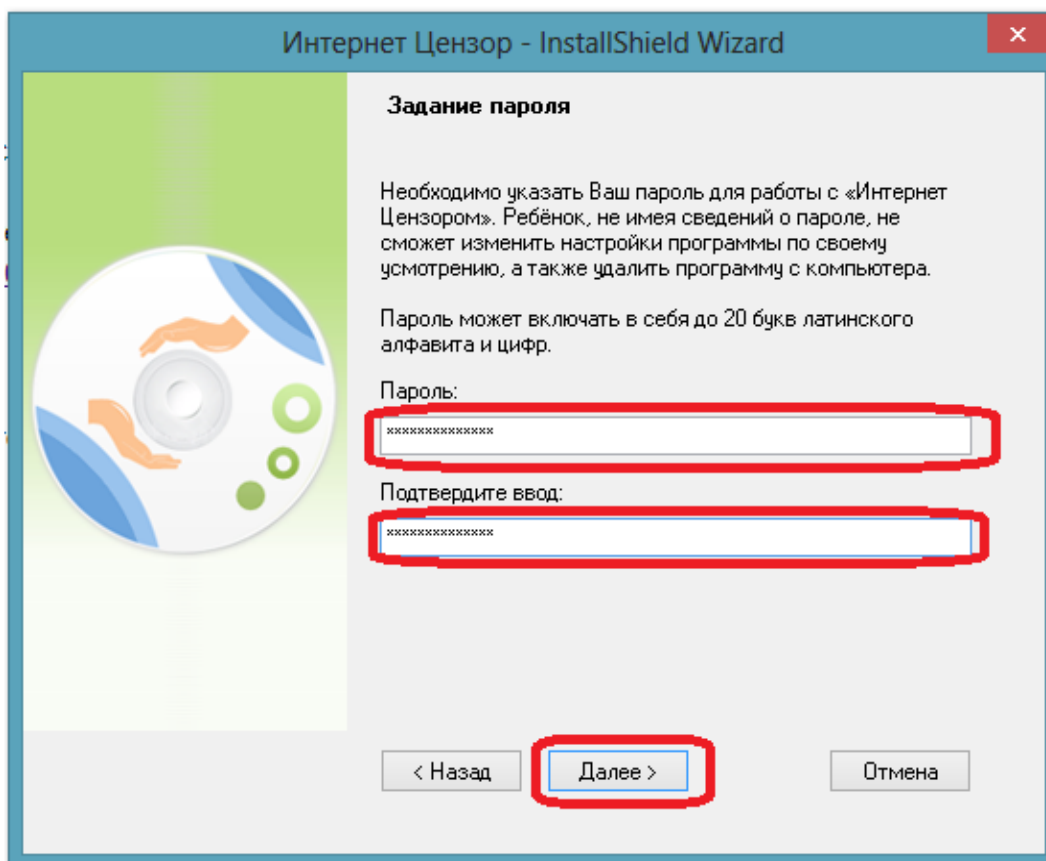 Интернет Цензор - InstallShield Wizard
Задание пароля
Необходимо указать Ваш пароль для работы с «Интернет
Цензором». Ребёнок, не имея сведений о пароле, не
сможет изменить настройки программы по своему
усмотрению, а также удалить программу с компьютера.
Пароль может включать в себя до 20 букв латинского
алфавита и цифр.
Пароль:
××××××××××××××
Подтвердите ввод:
××××××××××××××
< Назад
Далее >
Отмена